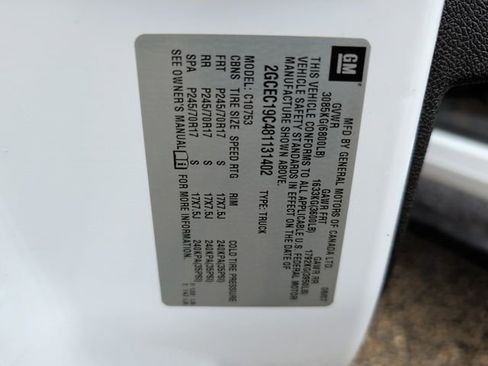 GM
MFD BY GENERAL MOTORS OF CANADA LTD.
GVWR GAWR FRT GAWR RR
3085KG(6800LB) 1633KG(3600LB) 1792KG(3950LB)
THIS VEHICLE CONFORMS TO ALL APPLICABLE U.S. FEDERAL MOTOR
VEHICLE SAFETY STANDARDS IN EFFECT ON THE DATE OF
MANUFACTURE SHOWN ABOVE.
2GCEC19C481131402 TYPE: TRUCK
MODEL: C10753
CBNS TIRE SIZE SPEED RTG RIM COLD TIRE PRESSURE
FRT P245/70R17 S 17X7.5J 240KPA(35PSI)
RR P245/70R17 S 17X7.5J 240KPA(35PSI)
SPA P245/70R17 S 17X7.5J 240KPA(35PSI)
SEE OWNER'S MANUAL FOR MORE INFORMATION.